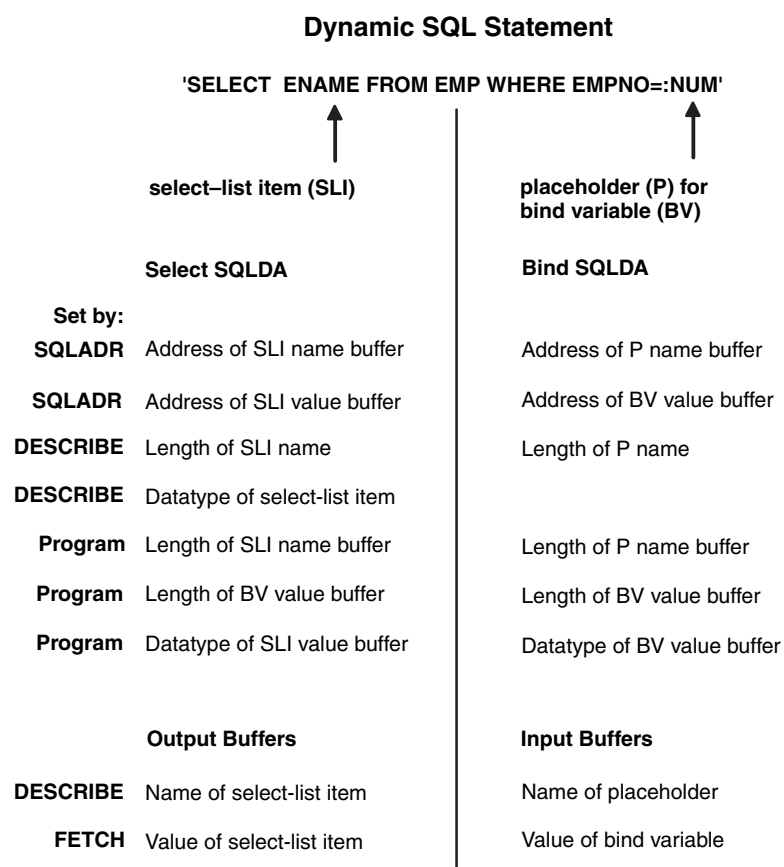 Dynamic SQL Statement
'SELECT ENAME FROM EMP WHERE EMPNO=:NUM'
select–list item (SLI)
placeholder (P) for
bind variable (BV)
Select SQLDA
Bind SQLDA
Set by:
SQLADR Address of SLI name buffer Address of P name buffer
SQLADR Address of SLI value buffer Address of BV value buffer
DESCRIBE Length of SLI name Length of P name
DESCRIBE Datatype of select-list item
Program Length of SLI name buffer Length of P name buffer
Program Length of BV value buffer Length of BV value buffer
Program Datatype of SLI value buffer Datatype of BV value buffer
Output Buffers Input Buffers
DESCRIBE Name of select-list item Name of placeholder
FETCH Value of select-list item Value of bind variable